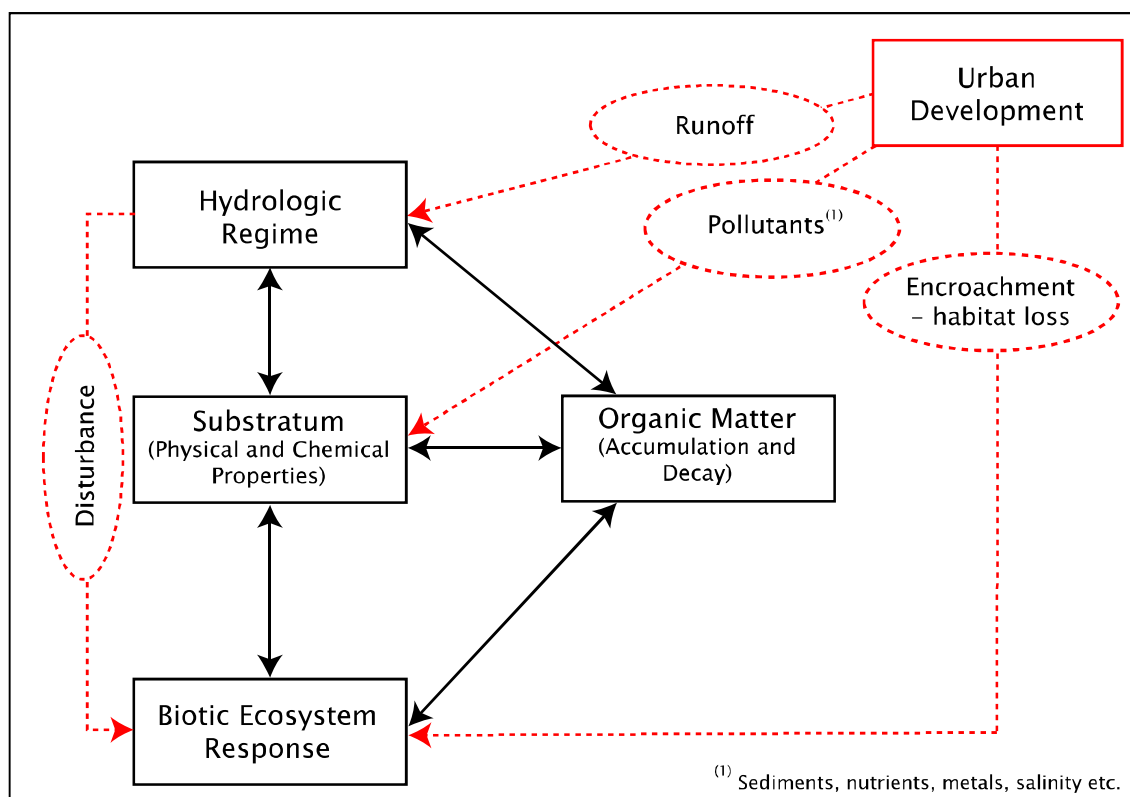 Urban
Development
Runoff
Hydrologic
Regime
Pollutants(1)
Encroachment
– habitat loss
Disturbance
Substratum
(Physical and Chemical
Properties)
Organic Matter
(Accumulation and
Decay)
Biotic Ecosystem
Response
(1) Sediments, nutrients, metals, salinity etc.